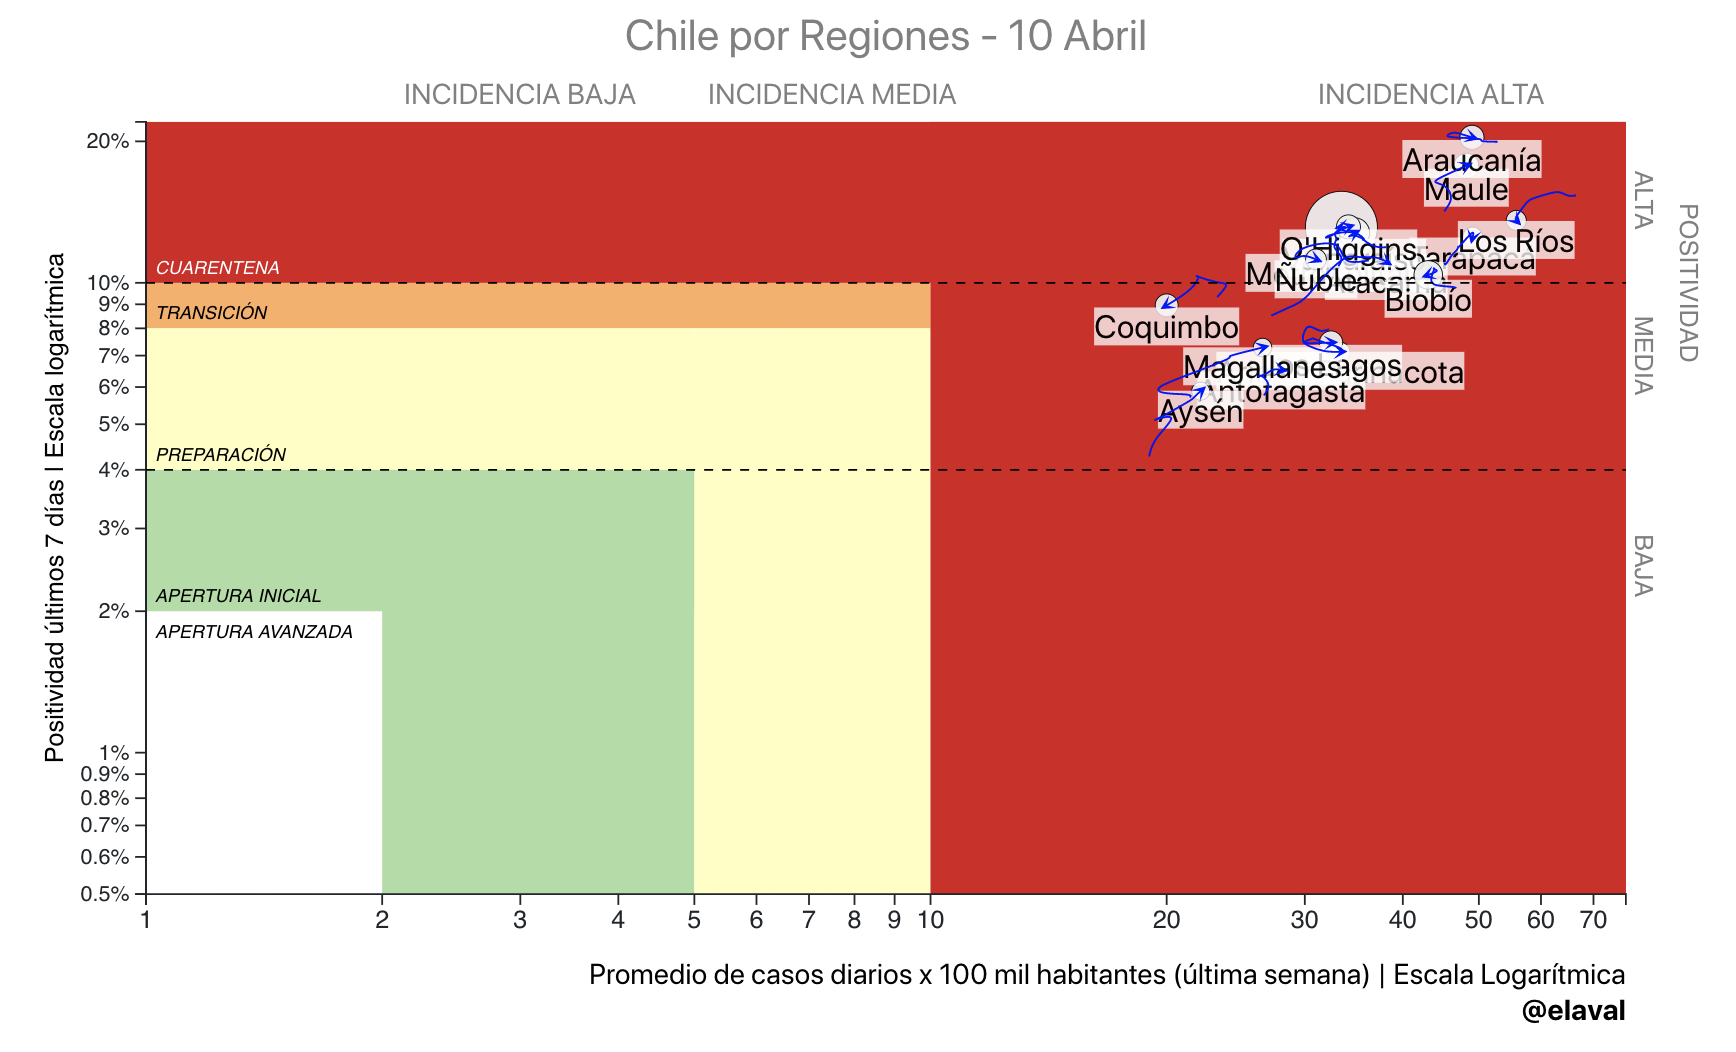 Chile por Regiones - 10 Abril
INCIDENCIA BAJA
INCIDENCIA MEDIA
INCIDENCIA ALTA
20%
10%
9%
8%
7%
6%
5%
4%
3%
2%
1%
0.9%
0.8%
0.7%
0.6%
0.5%
Positividad últimos 7 días | Escala logarítmica
CUARENTENA
TRANSICIÓN
PREPARACIÓN
APERTURA INICIAL
APERTURA AVANZADA
Araucanía
Maule
Los Ríos
O'Higgins
Ñuble
Biobío
Coquimbo
Magallanes
Antofagasta
Aysén
ALTA
MEDIA
BAJA
POSITIVIDAD
1 2 3 4 5 6 7 8 9 10 20 30 40 50 60 70
Promedio de casos diarios x 100 mil habitantes (última semana) | Escala Logarítmica
@elaval